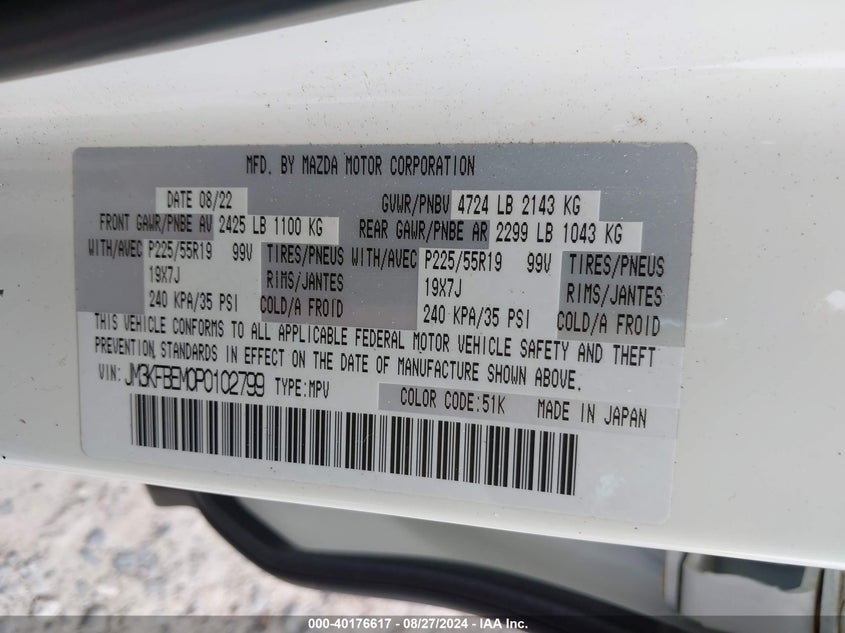 MFD. BY MAZDA MOTOR CORPORATION
DATE 08/22 GVWR/PNBV 4724 LB 2143 KG
FRONT GAWR/PNBE AV 2425 LB 1100 KG REAR GAWR/PNBE AR 2299 LB 1043 KG
WITH/AVEC P225/55R19 99V TIRES/PNEUS WITH/AVEC P225/55R19 99V TIRES/PNEUS
19X7J RIMS/JANTES 19X7J RIMS/JANTES
240 KPA/35 PSI COLD/A FROID 240 KPA/35 PSI COLD/A FROID
THIS VEHICLE CONFORMS TO ALL APPLICABLE FEDERAL MOTOR VEHICLE SAFETY AND THEFT
PREVENTION STANDARDS IN EFFECT ON THE DATE OF MANUFACTURE SHOWN ABOVE.
VIN: JM3KFBEM0P0102799 TYPE:MPV COLOR CODE:51K MADE IN JAPAN
000-40176617 - 08/27/2024 - IAA Inc.